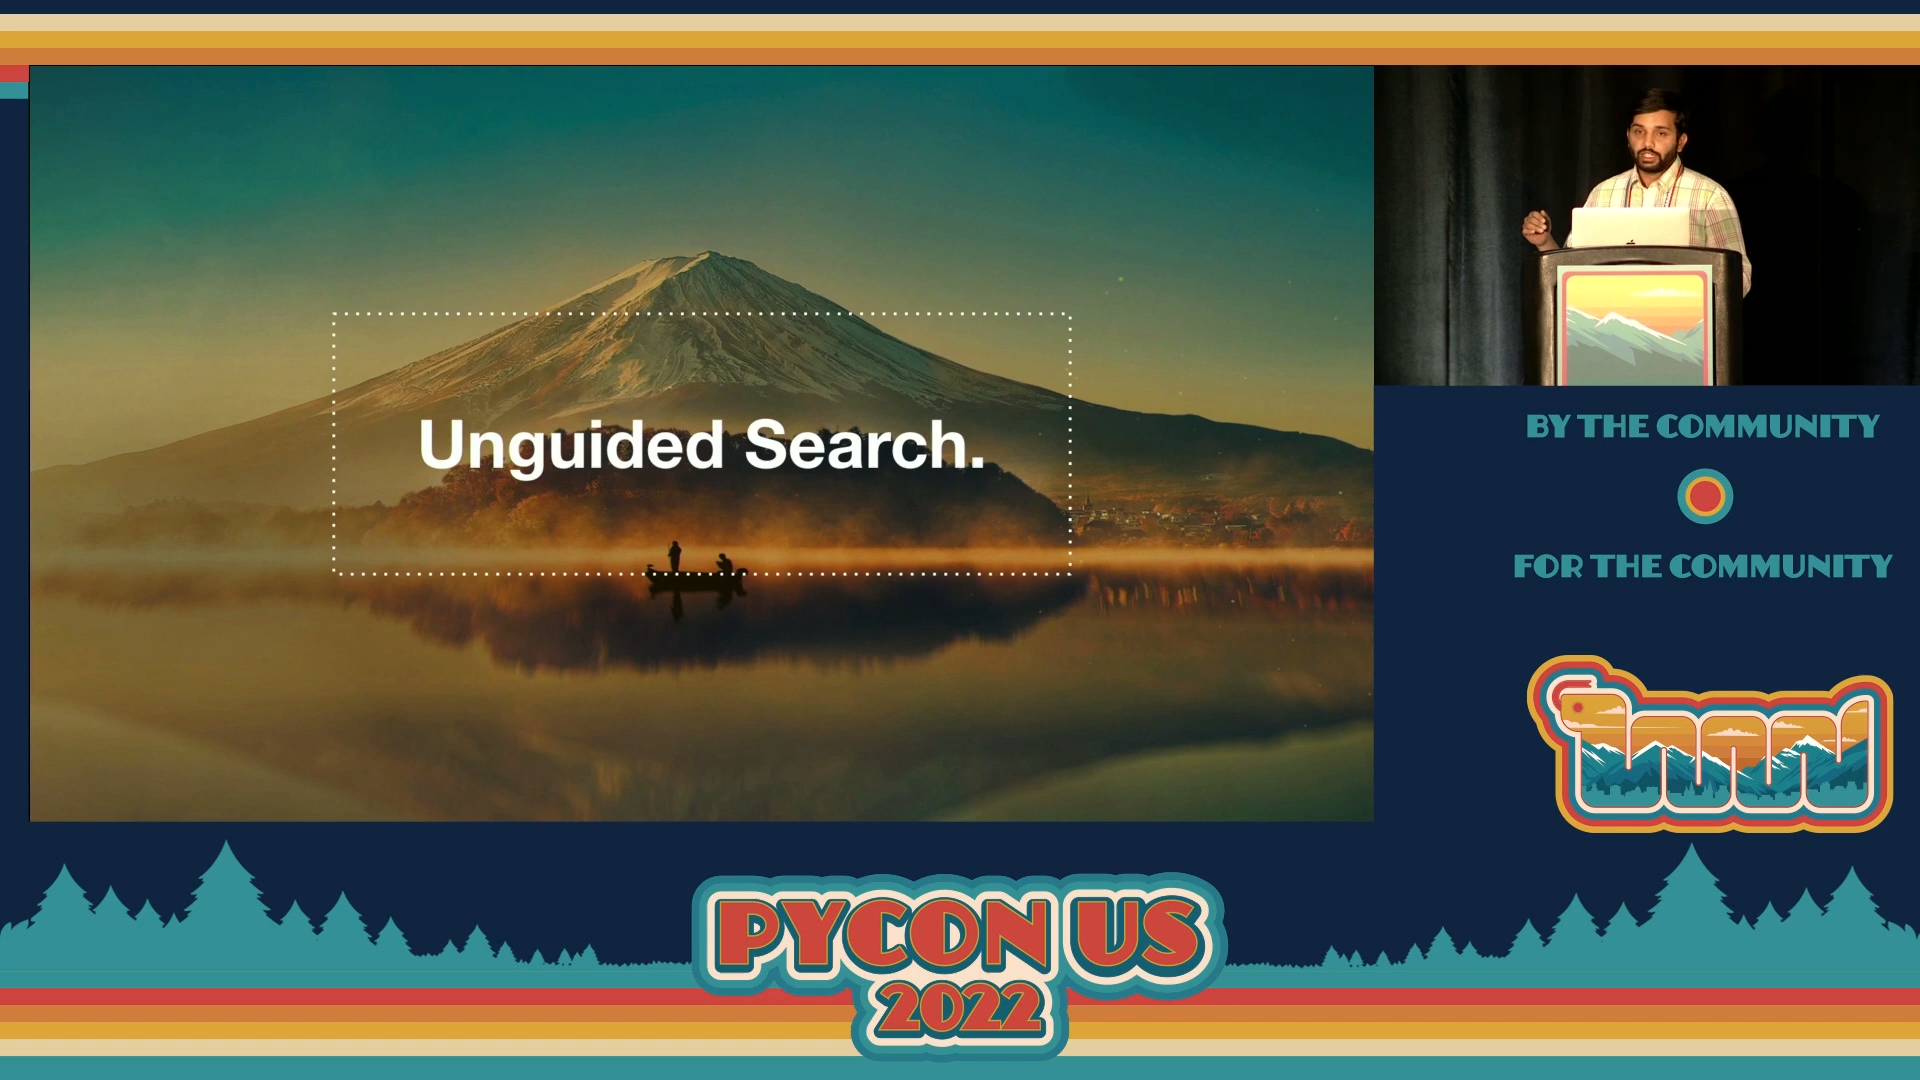 Unguided Search.
BY THE COMMUNITY
FOR THE COMMUNITY
PYCON US
2022